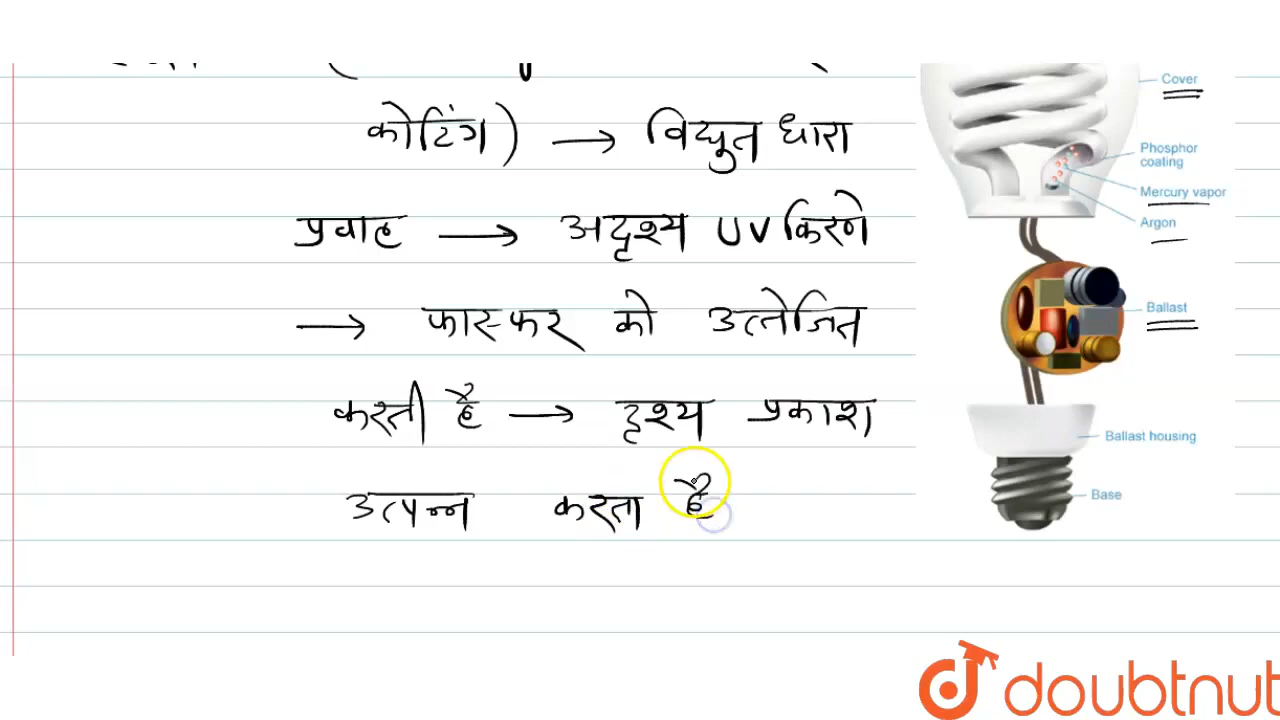 कोटिंग) → विद्युत धारा
प्रवाह → अदृश्य UV किरणे
→ फास्फर को उत्तेजित
करती है → दृश्य प्रकाश
उत्पन्न करता है
Cover
Phosphor
coating
Mercury vapor
Argon
Ballast
Ballast housing
Base
doubtnut